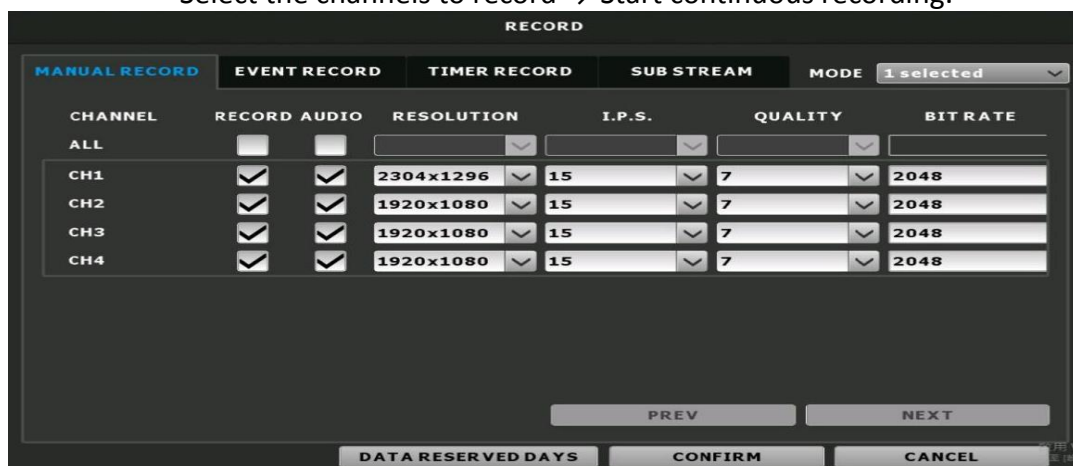 Select the channels to record → Start continuous recording.
RECORD
MANUAL RECORD EVENT RECORD TIMER RECORD SUB STREAM MODE 1 selected
CHANNEL RECORD AUDIO RESOLUTION I.P.S. QUALITY BITRATE
ALL
CH1 2304x1296 15 7 2048
CH2 1920x1080 15 7 2048
CH3 1920x1080 15 7 2048
CH4 1920x1080 15 7 2048
PREV NEXT
DATA RESERVED DAYS CONFIRM CANCEL